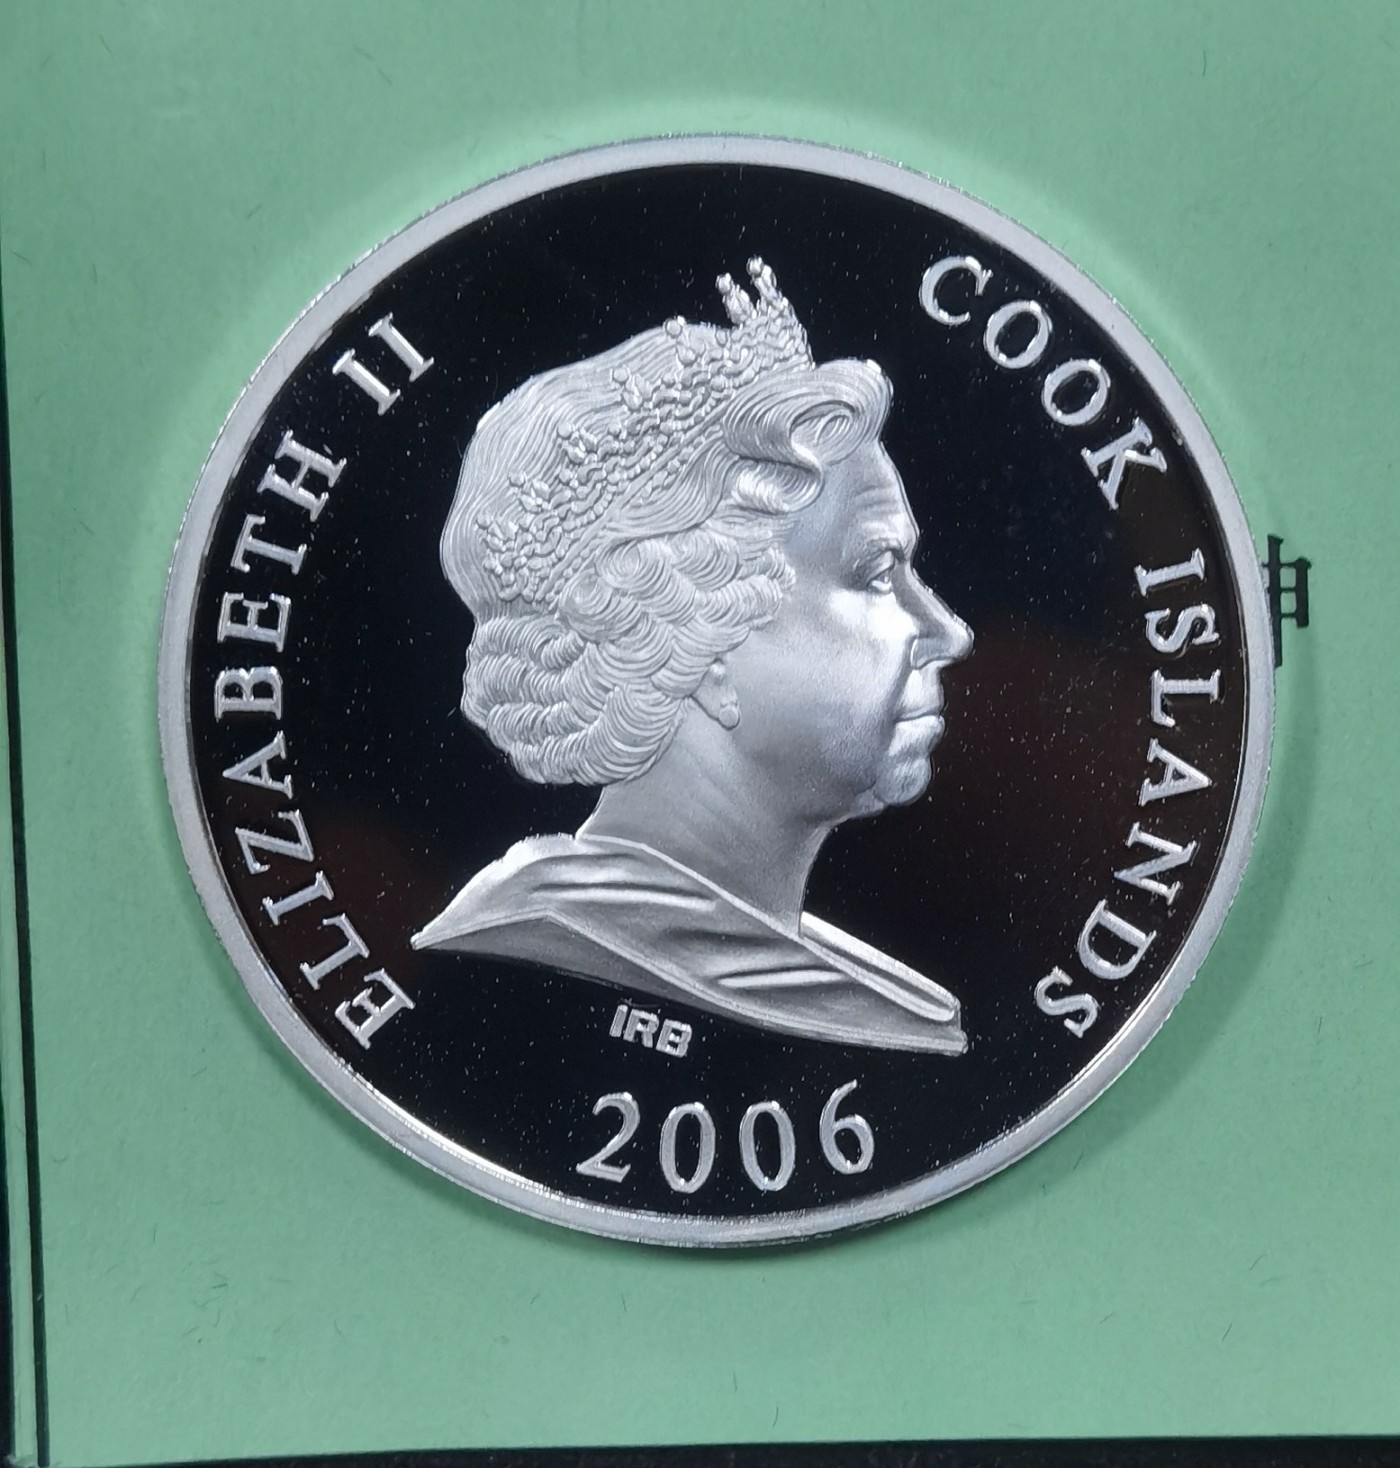 ELIZABETH II
COOK ISLANDS
IRB
2006